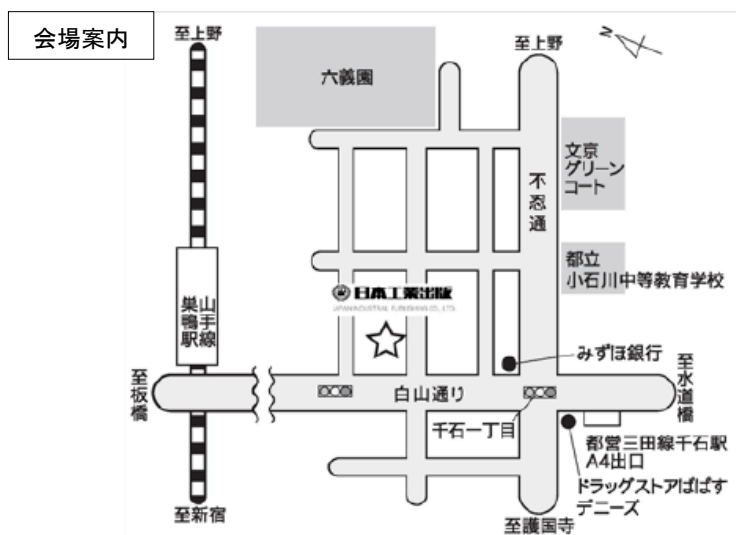 会場案内
至上野
六義園
至上野
N
文京
グリーン
コート
不忍通
都立
小石川中等教育学校
日本工業出版
JAPAN INDUSTRIAL PUBLISHING CO., LTD.
山手線
巣鴨駅
みずほ銀行
至板橋
白山通り
至水道橋
千石一丁目
都営三田線千石駅
A4出口
ドラッグストアぱぱす
デニーズ
至新宿
至護国寺